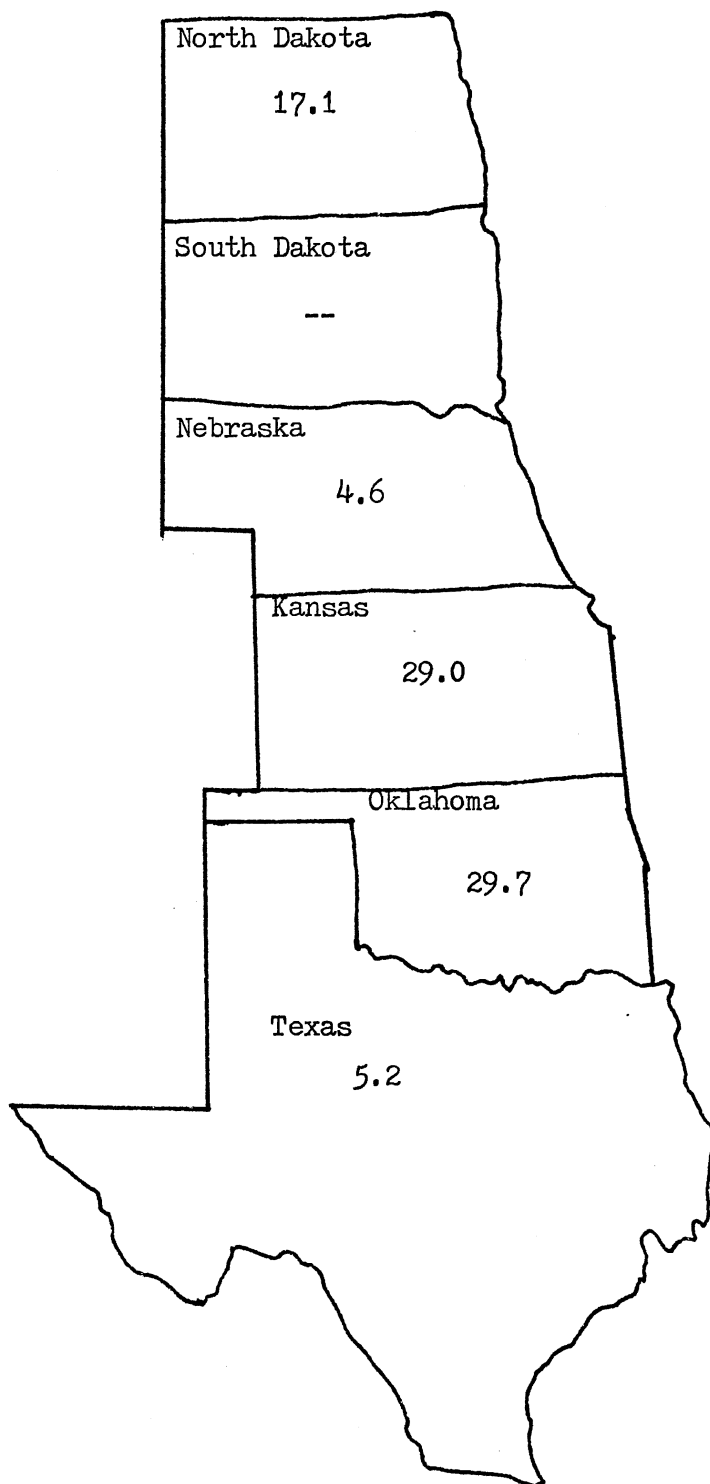 North Dakota
17.1
South Dakota
--
Nebraska
4.6
Kansas
29.0
Oklahoma
29.7
Texas
5.2